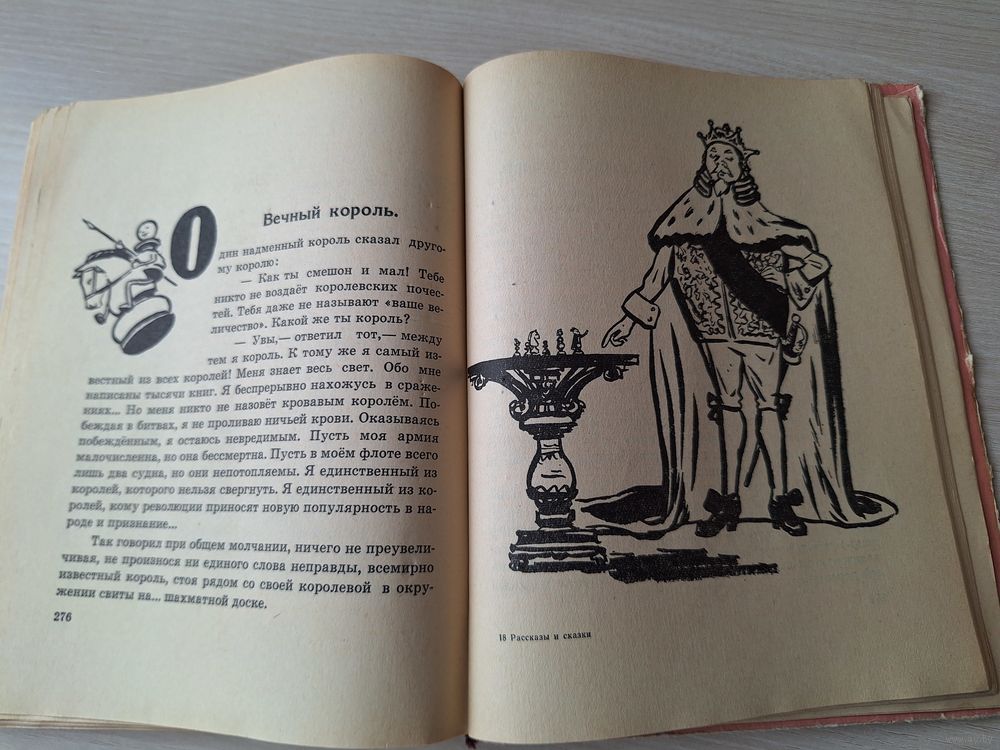 Вечный король.
Один надменный король сказал друго-
му королю:
— Как ты смешон и мал! Тебе
никто не воздаёт королевских почес-
тей. Тебя даже не называют «ваше ве-
личество». Какой же ты король?
— Увы,— ответил тот,— между
тем я король. К тому же я самый из-
вестный из всех королей! Меня знает весь свет. Обо мне
написаны тысячи книг. Я беспрерывно нахожусь в сраже-
ниях... Но меня никто не назовёт кровавым королём. По-
беждая в битвах, я не проливаю ничьей крови. Оказываясь
побеждённым, я остаюсь невредимым. Пусть моя армия
малочисленна, но она бессмертна. Пусть в моём флоте всего
лишь два судна, но они непотопляемы. Я единственный из
королей, которого нельзя свергнуть. Я единственный из ко-
ролей, кому революции приносят новую популярность в на-
роде и признание...
Так говорил при общем молчании, ничего не преувели-
чивая, не произнося ни единого слова неправды, всемирно
известный король, стоя рядом со своей королевой в окру-
жении свиты на... шахматной доске.
276
18 Рассказы и сказки